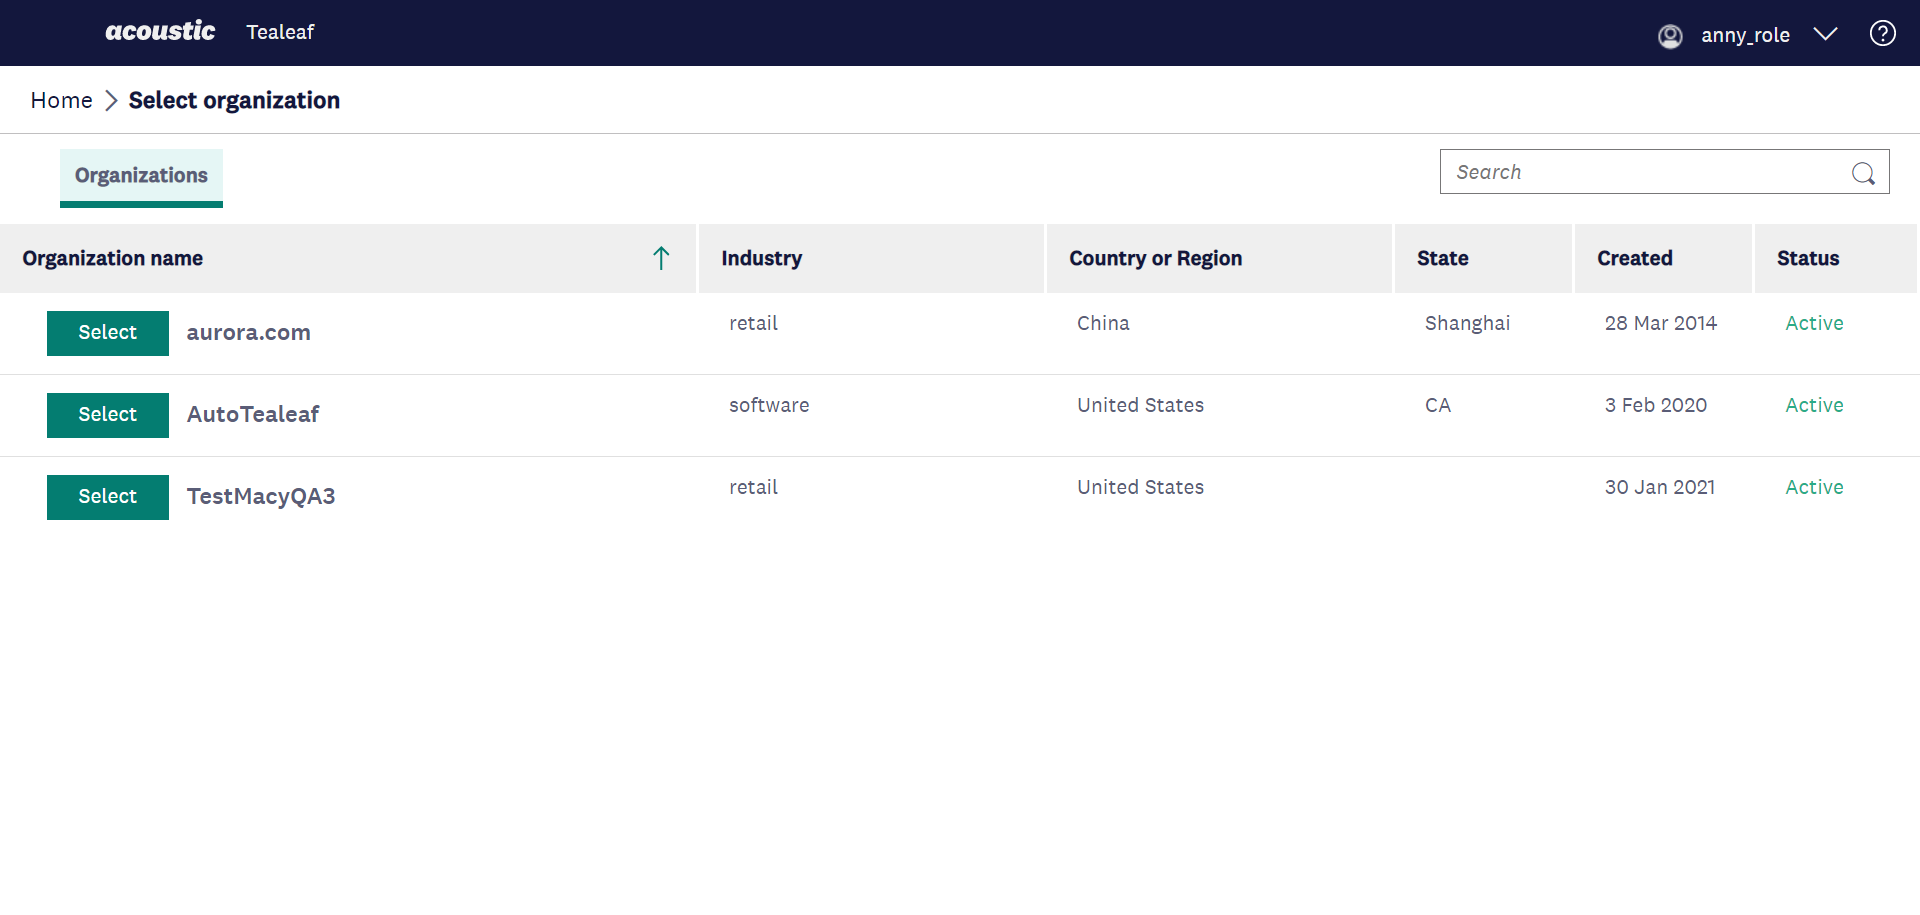 acoustic Tealeaf anny_role
Home Select organization
Organizations Search
Organization name Industry Country or Region State Created Status
Select aurora.com retail China Shanghai 28 Mar 2014 Active
Select AutoTealeaf software United States CA 3 Feb 2020 Active
Select TestMacyQA3 retail United States 30 Jan 2021 Active